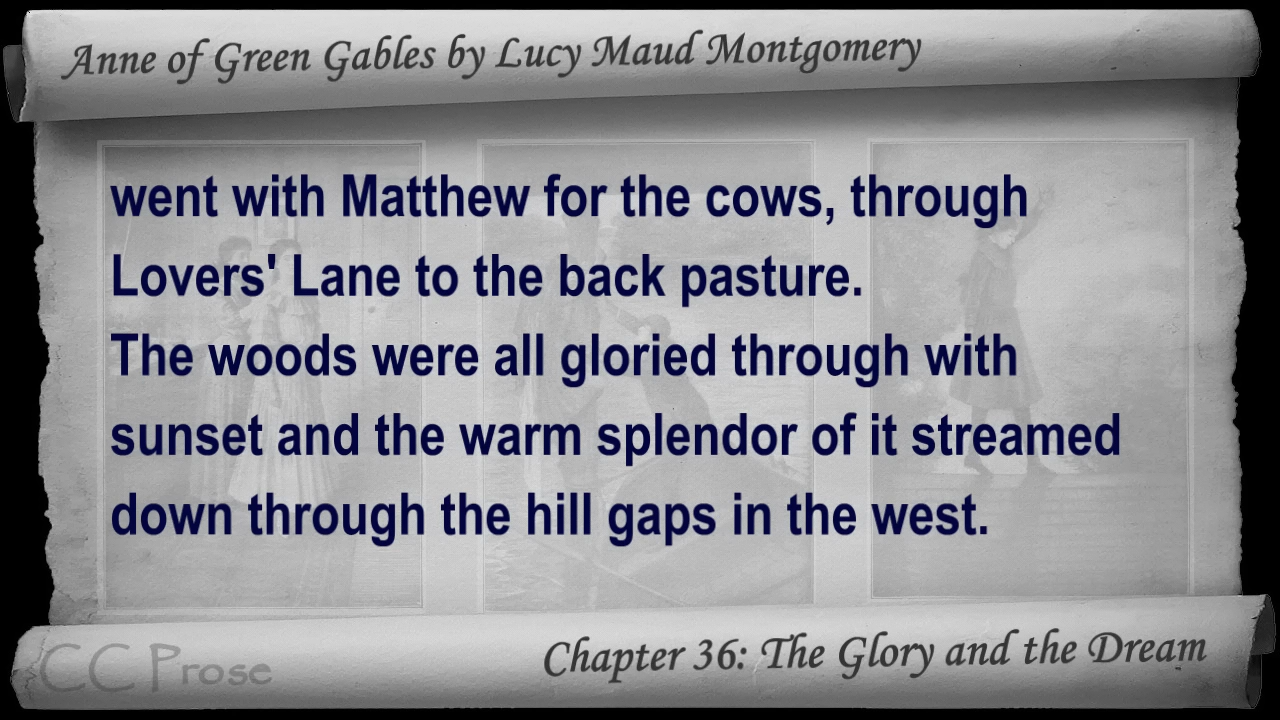 Anne of Green Gables by Lucy Maud Montgomery
went with Matthew for the cows, through
Lovers' Lane to the back pasture.
The woods were all gloried through with
sunset and the warm splendor of it streamed
down through the hill gaps in the west.
CC Prose
Chapter 36: The Glory and the Dream